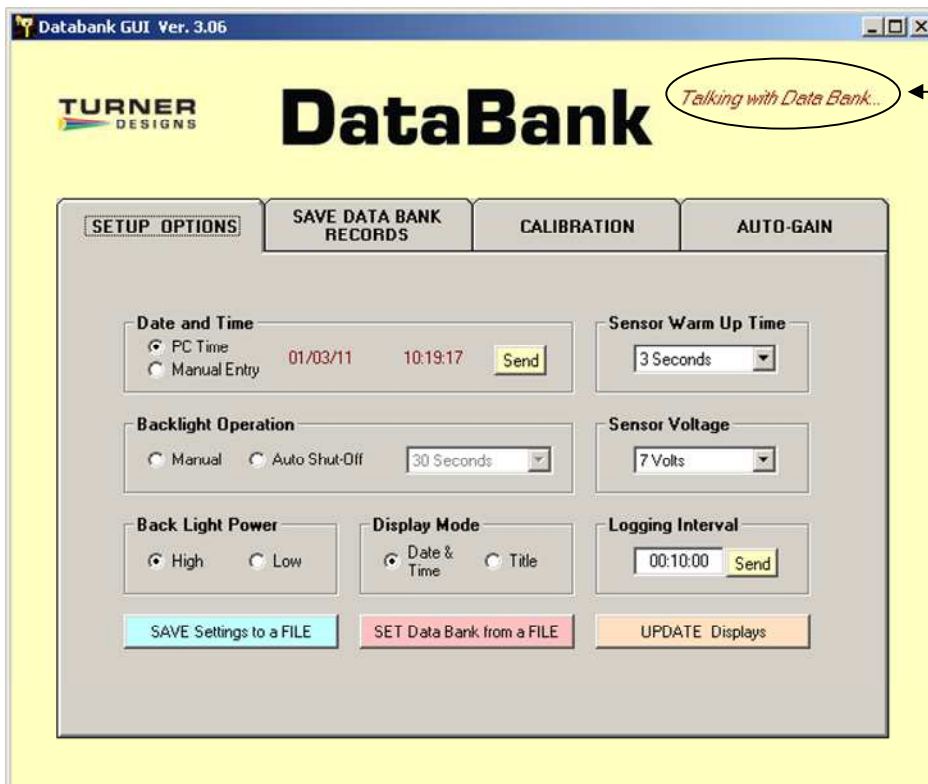 Databank GUI Ver. 3.06
TURNER
DESIGNS
DataBank
Talking with Data Bank...
SETUP OPTIONS
SAVE DATA BANK
RECORDS
CALIBRATION
AUTO-GAIN
Date and Time
PC Time
Manual Entry
01/03/11
10:19:17
Send
Sensor Warm Up Time
3 Seconds
Backlight Operation
Manual
Auto Shut-Off
30 Seconds
Sensor Voltage
7 Volts
Back Light Power
High
Low
Display Mode
Date &
Time
Title
Logging Interval
00:10:00
Send
SAVE Settings to a FILE
SET Data Bank from a FILE
UPDATE Displays